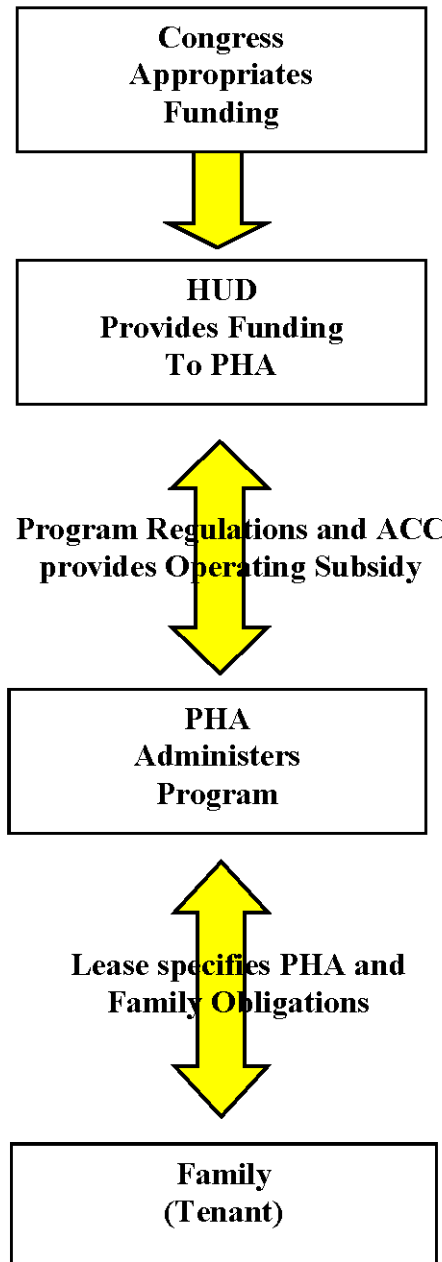 Congress
Appropriates
Funding
HUD
Provides Funding
To PHA
Program Regulations and ACC
provides Operating Subsidy
PHA
Administers
Program
Lease specifies PHA and
Family Obligations
Family
(Tenant)